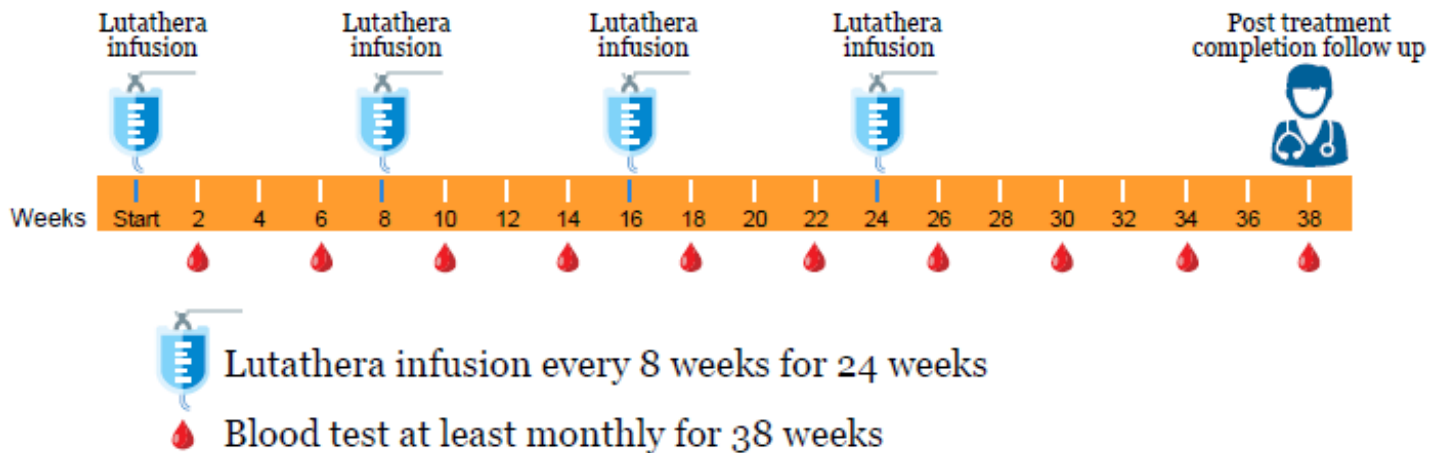 Lutathera
infusion
Lutathera
infusion
Lutathera
infusion
Lutathera
infusion
Post treatment
completion follow up
Weeks Start 2 4 6 8 10 12 14 16 18 20 22 24 26 28 30 32 34 36 38
Lutathera infusion every 8 weeks for 24 weeks
Blood test at least monthly for 38 weeks